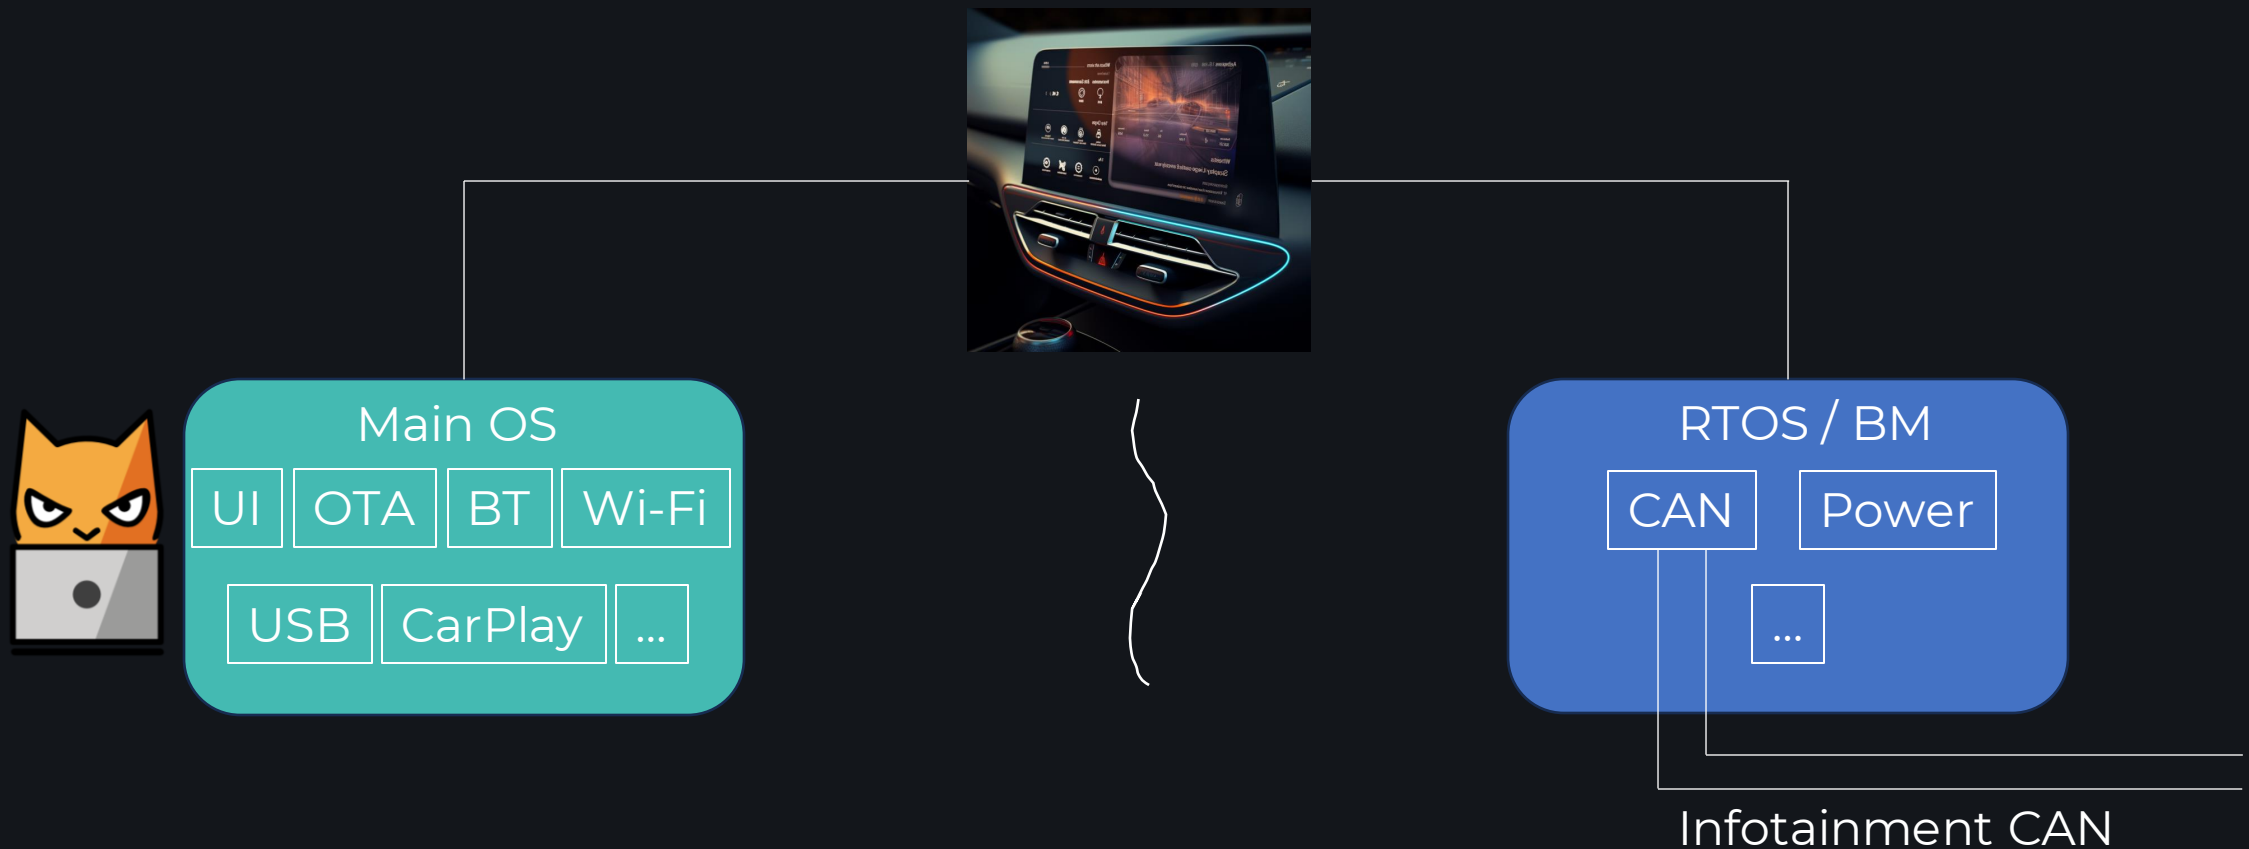 Main OS
UI
OTA
BT
Wi-Fi
USB
CarPlay
...
RTOS / BM
CAN
Power
...
Infotainment CAN